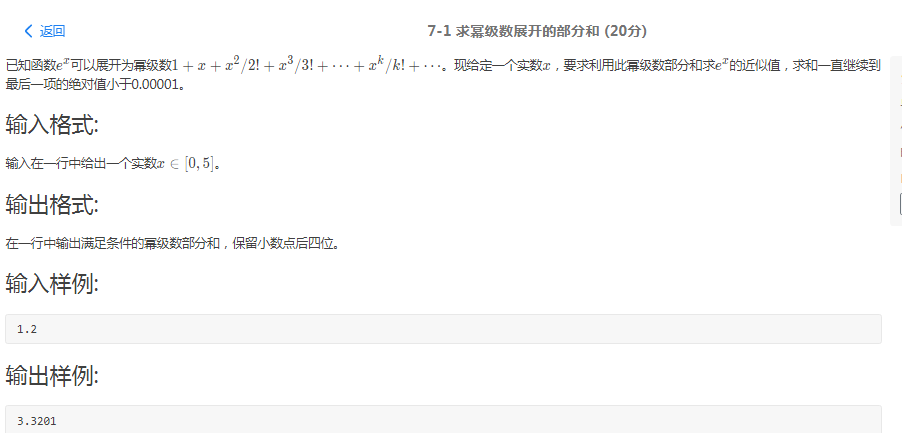 返回
7-1 求幂级数展开的部分和 (20分)
已知函数e^x可以展开为幂级数1 + x + x^2/2! + x^3/3! + ⋯ + x^k/k! + ⋯。现给定一个实数x，要求利用此幂级数部分和求e^x的近似值，求和一直继续到
最后一项的绝对值小于0.00001。
输入格式:
输入在一行中给出一个实数x ∈ [0, 5]。
输出格式:
在一行中输出满足条件的幂级数部分和，保留小数点后四位。
输入样例:
1.2
输出样例:
3.3201